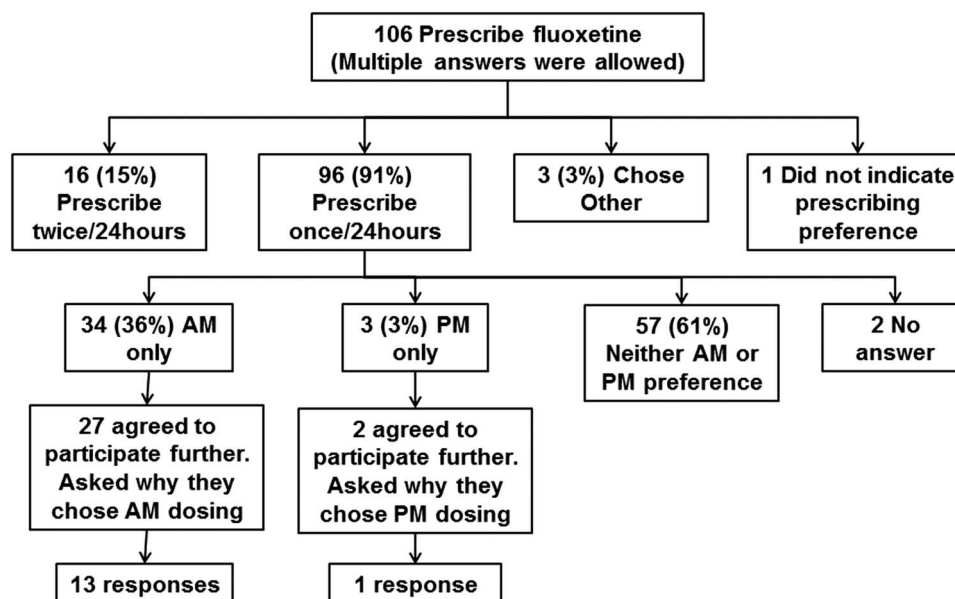 106 Prescribe fluoxetine
(Multiple answers were allowed)
16 (15%)
Prescribe
twice/24hours
96 (91%)
Prescribe
once/24hours
3 (3%) Chose
Other
1 Did not indicate
prescribing
preference
34 (36%) AM
only
3 (3%) PM
only
57 (61%)
Neither AM or
PM preference
2 No
answer
27 agreed to
participate further.
Asked why they
chose AM dosing
2 agreed to
participate further.
Asked why they
chose PM dosing
13 responses
1 response